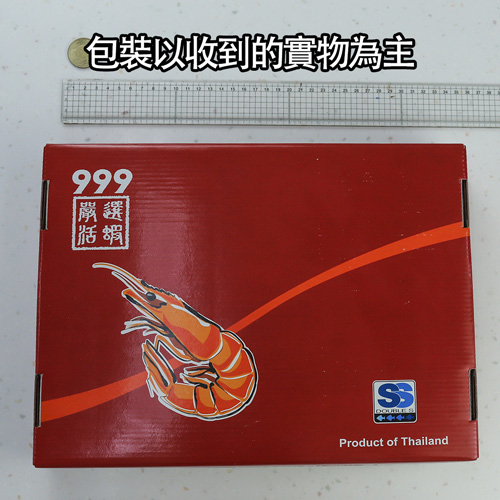 包裝以收到的實物為主
999
嚴選
活蝦
SS
DOUBLE S
Product of Thailand